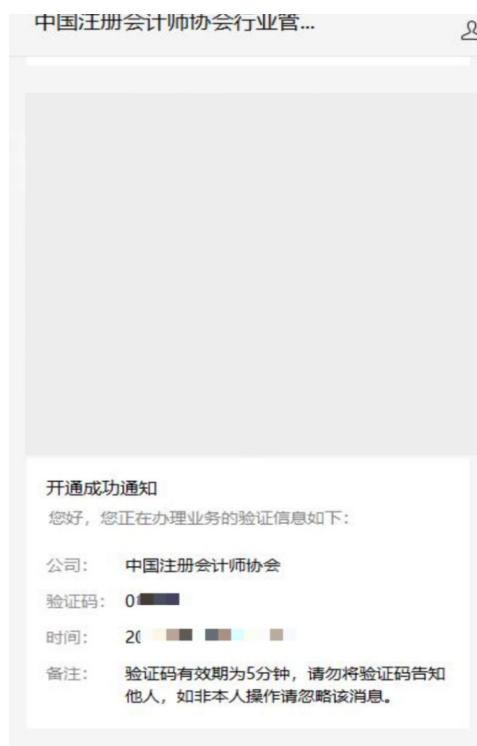 中国注册会计师协会行业管...
开通成功通知
您好，您正在办理业务的验证信息如下：
公司： 中国注册会计师协会
验证码： 0
时间： 20
备注： 验证码有效期为5分钟，请勿将验证码告知
他人，如非本人操作请忽略该消息。